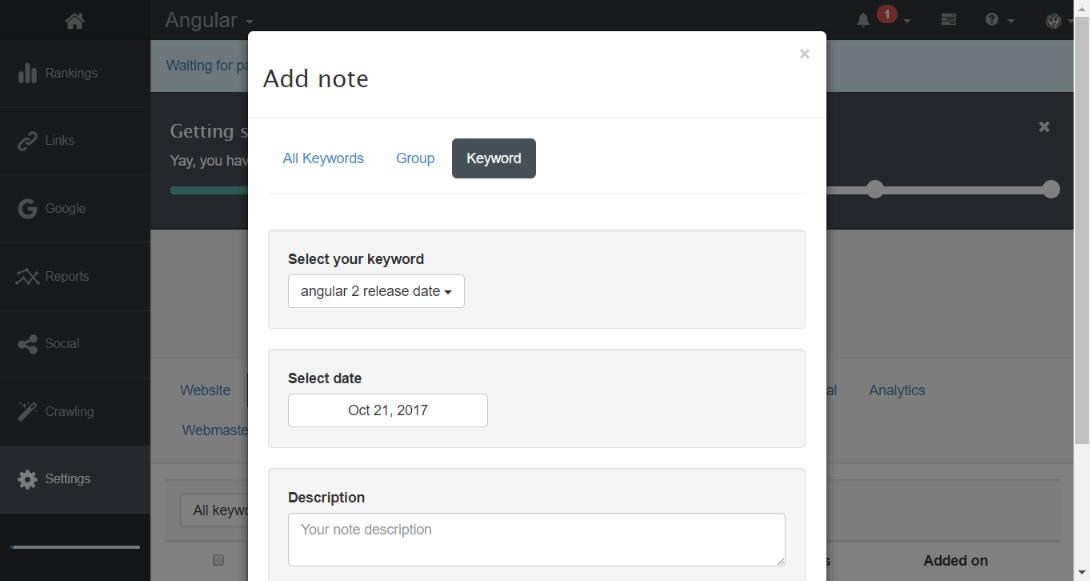 Angular
1
Rankings
Links
Google
Reports
Social
Crawling
Settings
Waiting for pa
Getting s
Yay, you hav
Add note
×
All Keywords
Group
Keyword
Select your keyword
angular 2 release date
Select date
Oct 21, 2017
Description
Your note description
Website
al
Analytics
Webmaste
All keywo
s
Added on